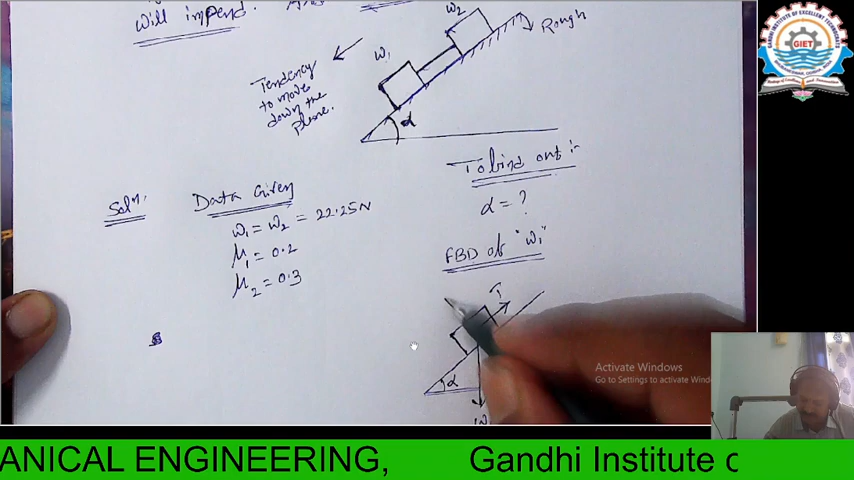 will impend.
W2
Rough
W1
Tendency
to move
down the
plane.
α
To find out :-
Soln.
Data Given
α = ?
W1 = W2 = 22.25N
μ1 = 0.2
FBD of "W1"
μ2 = 0.3
T
α
W
GIET
Activate Windows
Go to Settings to activate Wind
ANICAL ENGINEERING, Gandhi Institute o